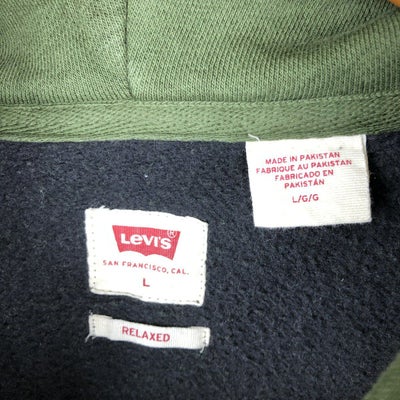 MADE IN PAKISTAN
FABRIQUE AU PAKISTAN
FABRICADO EN
PAKISTÁN
L/G/G
Levi's®
SAN FRANCISCO, CAL.
L
RELAXED